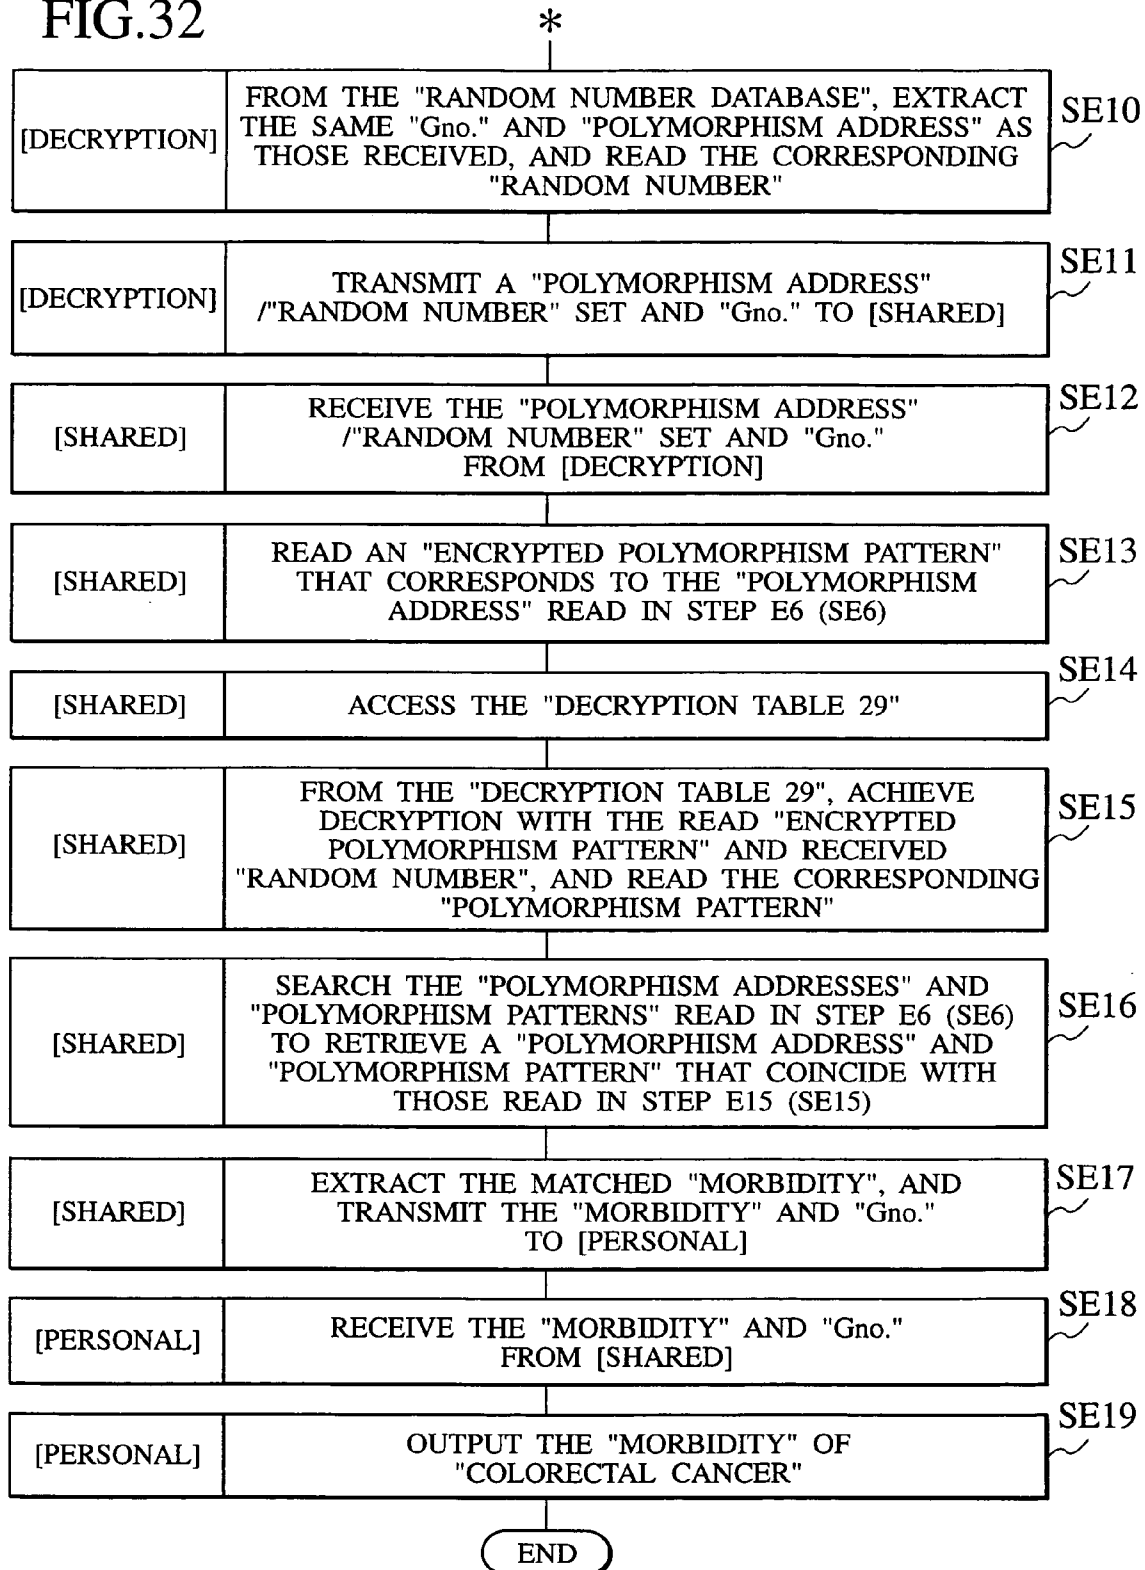 FIG.32
*
[DECRYPTION]
FROM THE "RANDOM NUMBER DATABASE", EXTRACT
THE SAME "Gno." AND "POLYMORPHISM ADDRESS" AS
THOSE RECEIVED, AND READ THE CORRESPONDING
"RANDOM NUMBER"
SE10
[DECRYPTION]
TRANSMIT A "POLYMORPHISM ADDRESS"
/"RANDOM NUMBER" SET AND "Gno." TO [SHARED]
SE11
[SHARED]
RECEIVE THE "POLYMORPHISM ADDRESS"
/"RANDOM NUMBER" SET AND "Gno."
FROM [DECRYPTION]
SE12
[SHARED]
READ AN "ENCRYPTED POLYMORPHISM PATTERN"
THAT CORRESPONDS TO THE "POLYMORPHISM
ADDRESS" READ IN STEP E6 (SE6)
SE13
[SHARED]
ACCESS THE "DECRYPTION TABLE 29"
SE14
[SHARED]
FROM THE "DECRYPTION TABLE 29", ACHIEVE
DECRYPTION WITH THE READ "ENCRYPTED
POLYMORPHISM PATTERN" AND RECEIVED
"RANDOM NUMBER", AND READ THE CORRESPONDING
"POLYMORPHISM PATTERN"
SE15
[SHARED]
SEARCH THE "POLYMORPHISM ADDRESSES" AND
"POLYMORPHISM PATTERNS" READ IN STEP E6 (SE6)
TO RETRIEVE A "POLYMORPHISM ADDRESS" AND
"POLYMORPHISM PATTERN" THAT COINCIDE WITH
THOSE READ IN STEP E15 (SE15)
SE16
[SHARED]
EXTRACT THE MATCHED "MORBIDITY", AND
TRANSMIT THE "MORBIDITY" AND "Gno."
TO [PERSONAL]
SE17
[PERSONAL]
RECEIVE THE "MORBIDITY" AND "Gno."
FROM [SHARED]
SE18
[PERSONAL]
OUTPUT THE "MORBIDITY" OF
"COLORECTAL CANCER"
SE19
END